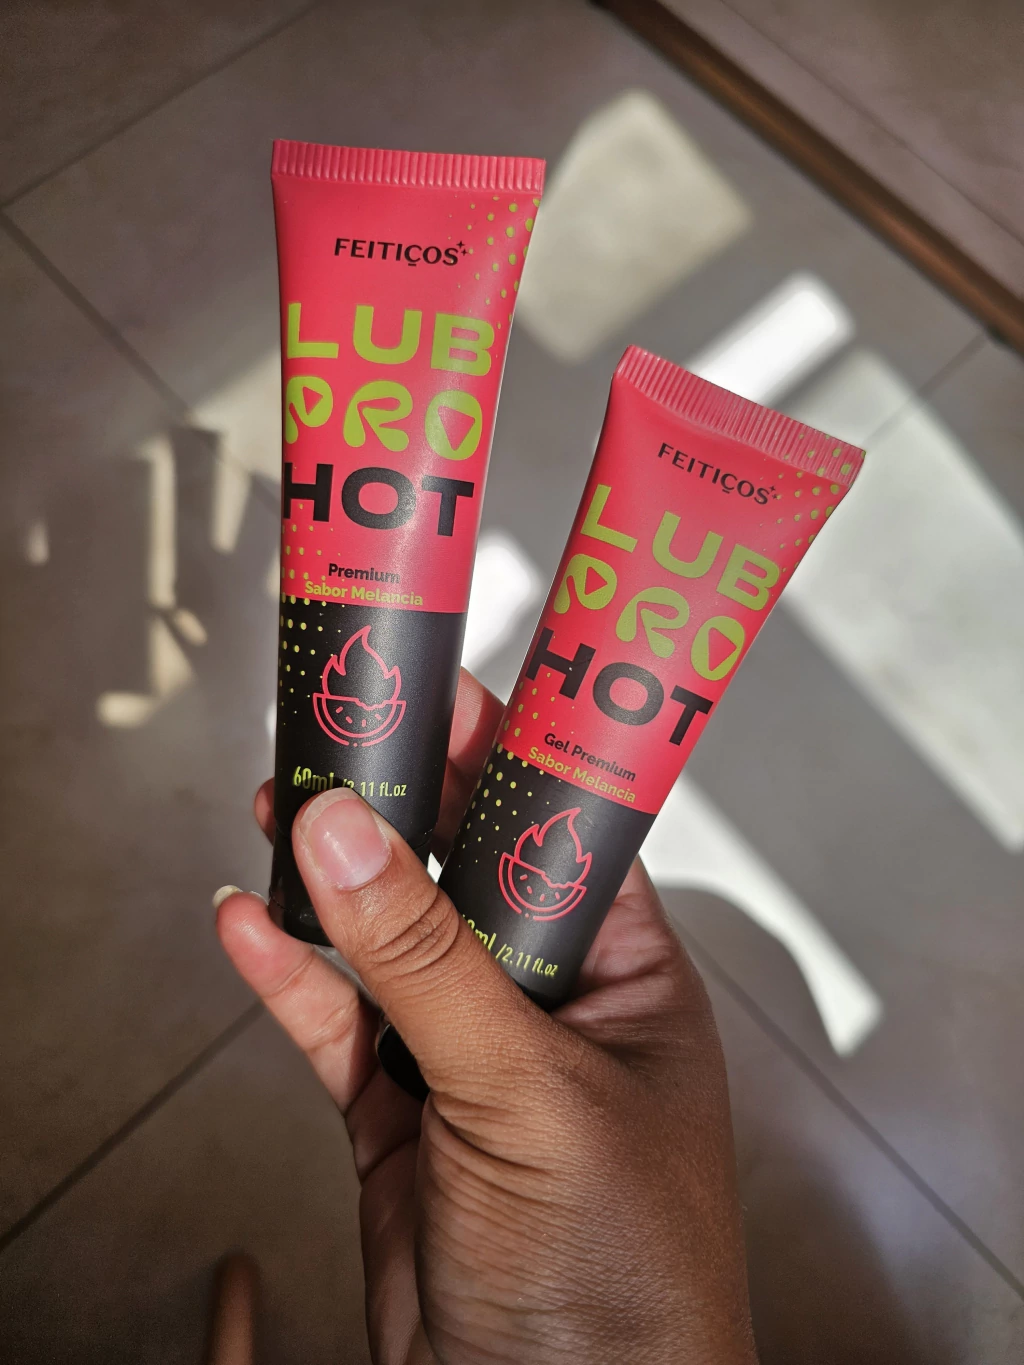 FEITIÇOS
LUB
PRO
HOT
Premium
Sabor Melancia
60ml /2.11 fl.oz
FEITIÇOS
LUB
PRO
HOT
Gel Premium
Sabor Melancia
60ml /2.11 fl.oz